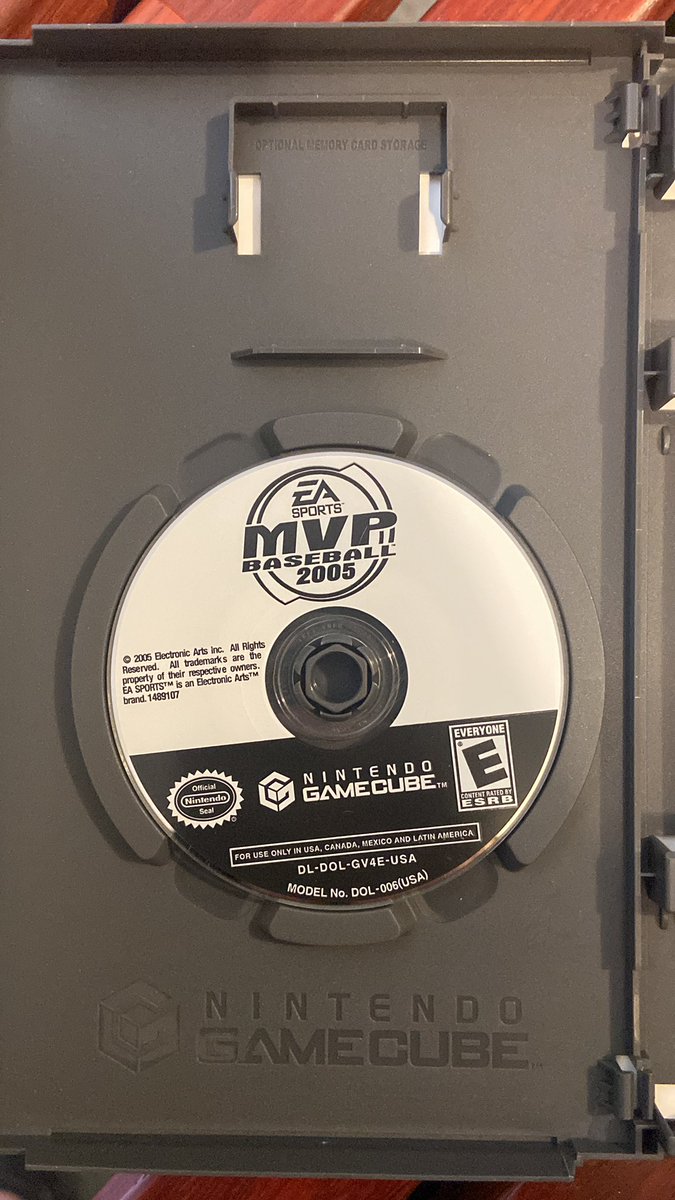 OPTIONAL MEMORY CARD STORAGE
EA
SPORTS™
MVP
BASEBALL
2005
© 2005 Electronic Arts Inc. All Rights
Reserved. All trademarks are the
property of their respective owners.
EA SPORTS™ is an Electronic Arts™
brand. 1489107
Official
Nintendo
Seal
®
NINTENDO
GAMECUBE™
EVERYONE
E
CONTENT RATED BY
ESRB
FOR USE ONLY IN USA, CANADA, MEXICO AND LATIN AMERICA
DL-DOL-GV4E-USA
MODEL No. DOL-006(USA)
NINTENDO
GAMECUBE™